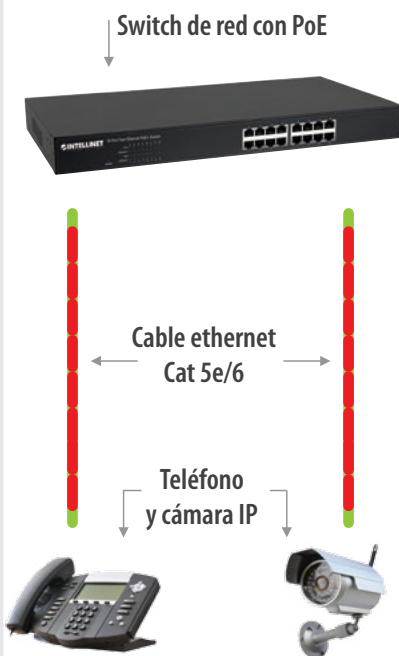 Switch de red con PoE
INTELLINET
Cable ethernet
Cat 5e/6
Teléfono
y cámara IP